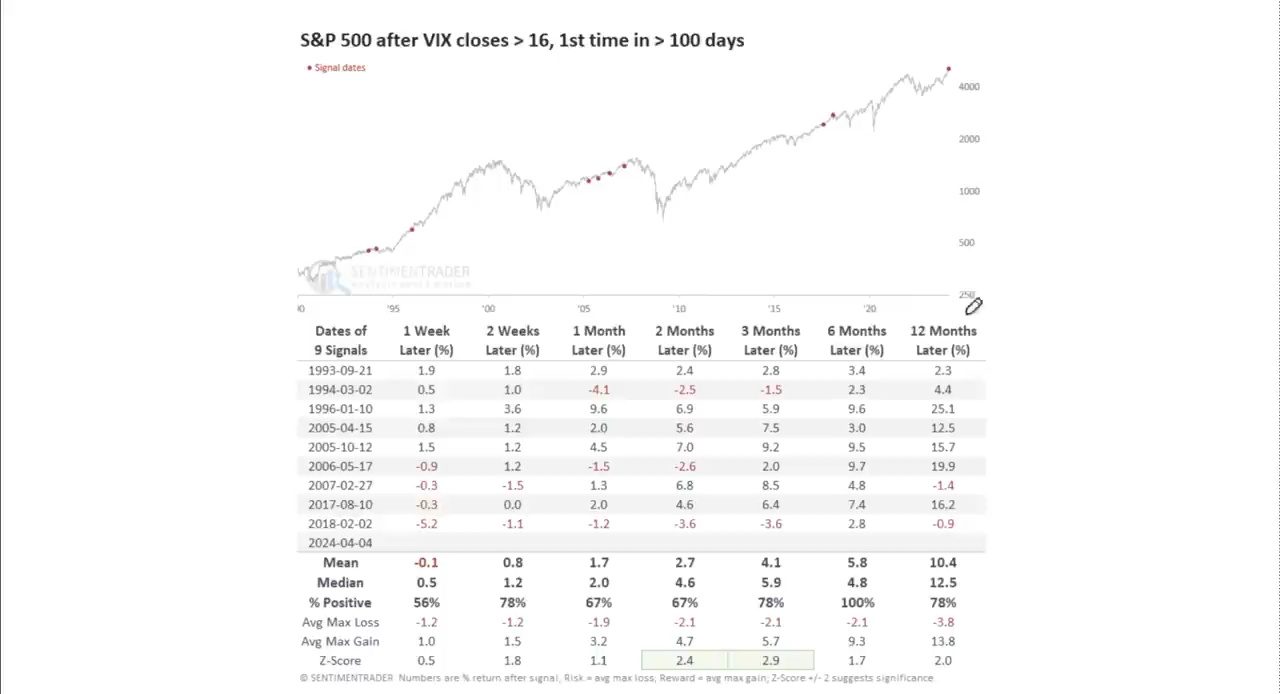 S&P 500 after VIX closes > 16, 1st time in > 100 days
• Signal dates
4000
2000
1000
500
250
SENTIMENTRADER
00 '95 '00 '05 '10 '15 '20
Dates of 1 Week 2 Weeks 1 Month 2 Months 3 Months 6 Months 12 Months
9 Signals Later (%) Later (%) Later (%) Later (%) Later (%) Later (%) Later (%)
1993-09-21 1.9 1.8 2.9 2.4 2.8 3.4 2.3
1994-03-02 0.5 1.0 -4.1 -2.5 -1.5 2.3 4.4
1996-01-10 1.3 3.6 9.6 6.9 5.9 9.6 25.1
2005-04-15 0.8 1.2 2.0 5.6 7.5 3.0 12.5
2005-10-12 1.5 1.2 4.5 7.0 9.2 9.5 15.7
2006-05-17 -0.9 1.2 -1.5 -2.6 2.0 9.7 19.9
2007-02-27 -0.3 -1.5 1.3 6.8 8.5 4.8 -1.4
2017-08-10 -0.3 0.0 2.0 4.6 6.4 7.4 16.2
2018-02-02 -5.2 -1.1 -1.2 -3.6 -3.6 2.8 -0.9
2024-04-04
Mean -0.1 0.8 1.7 2.7 4.1 5.8 10.4
Median 0.5 1.2 2.0 4.6 5.9 4.8 12.5
% Positive 56% 78% 67% 67% 78% 100% 78%
Avg Max Loss -1.2 -1.2 -1.9 -2.1 -2.1 -2.1 -3.8
Avg Max Gain 1.0 1.5 3.2 4.7 5.7 9.3 13.8
Z-Score 0.5 1.8 1.1 2.4 2.9 1.7 2.0
© SENTIMENTRADER Numbers are % return after signal; Risk = avg max loss; Reward = avg max gain; Z-Score +/- 2 suggests significance